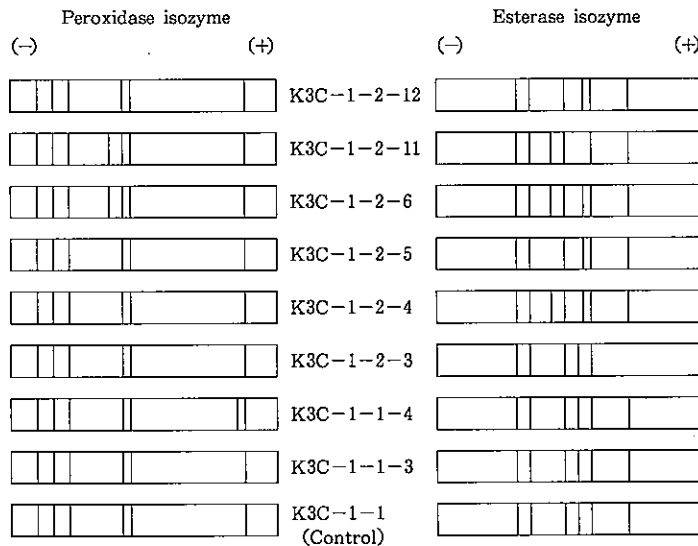 Peroxidase isozyme
Esterase isozyme
(−) (+) (−) (+)
K3C−1−2−12
K3C−1−2−11
K3C−1−2−6
K3C−1−2−5
K3C−1−2−4
K3C−1−2−3
K3C−1−1−4
K3C−1−1−3
K3C−1−1
(Control)